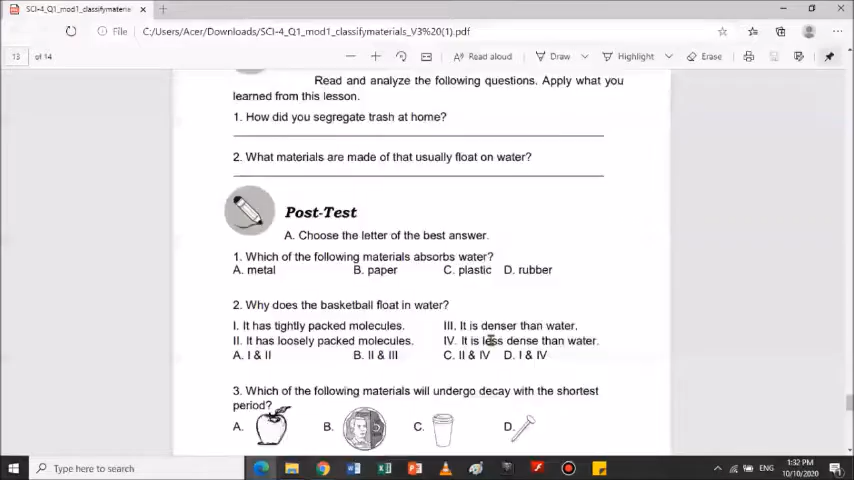 SCI-4_Q1_mod1_classifymateria
File C:/Users/Acer/Downloads/SCI-4_Q1_mod1_classifymaterials_V3%20(1).pdf
13 of 14 Read aloud Draw Highlight Erase
Read and analyze the following questions. Apply what you
learned from this lesson.
1. How did you segregate trash at home?
2. What materials are made of that usually float on water?
Post-Test
A. Choose the letter of the best answer.
1. Which of the following materials absorbs water?
A. metal B. paper C. plastic D. rubber
2. Why does the basketball float in water?
I. It has tightly packed molecules. III. It is denser than water.
II. It has loosely packed molecules. IV. It is less dense than water.
A. I & II B. II & III C. II & IV D. I & IV
3. Which of the following materials will undergo decay with the shortest
period?
A. B. C. D.
Type here to search
ENG 1:32 PM
10/10/2020